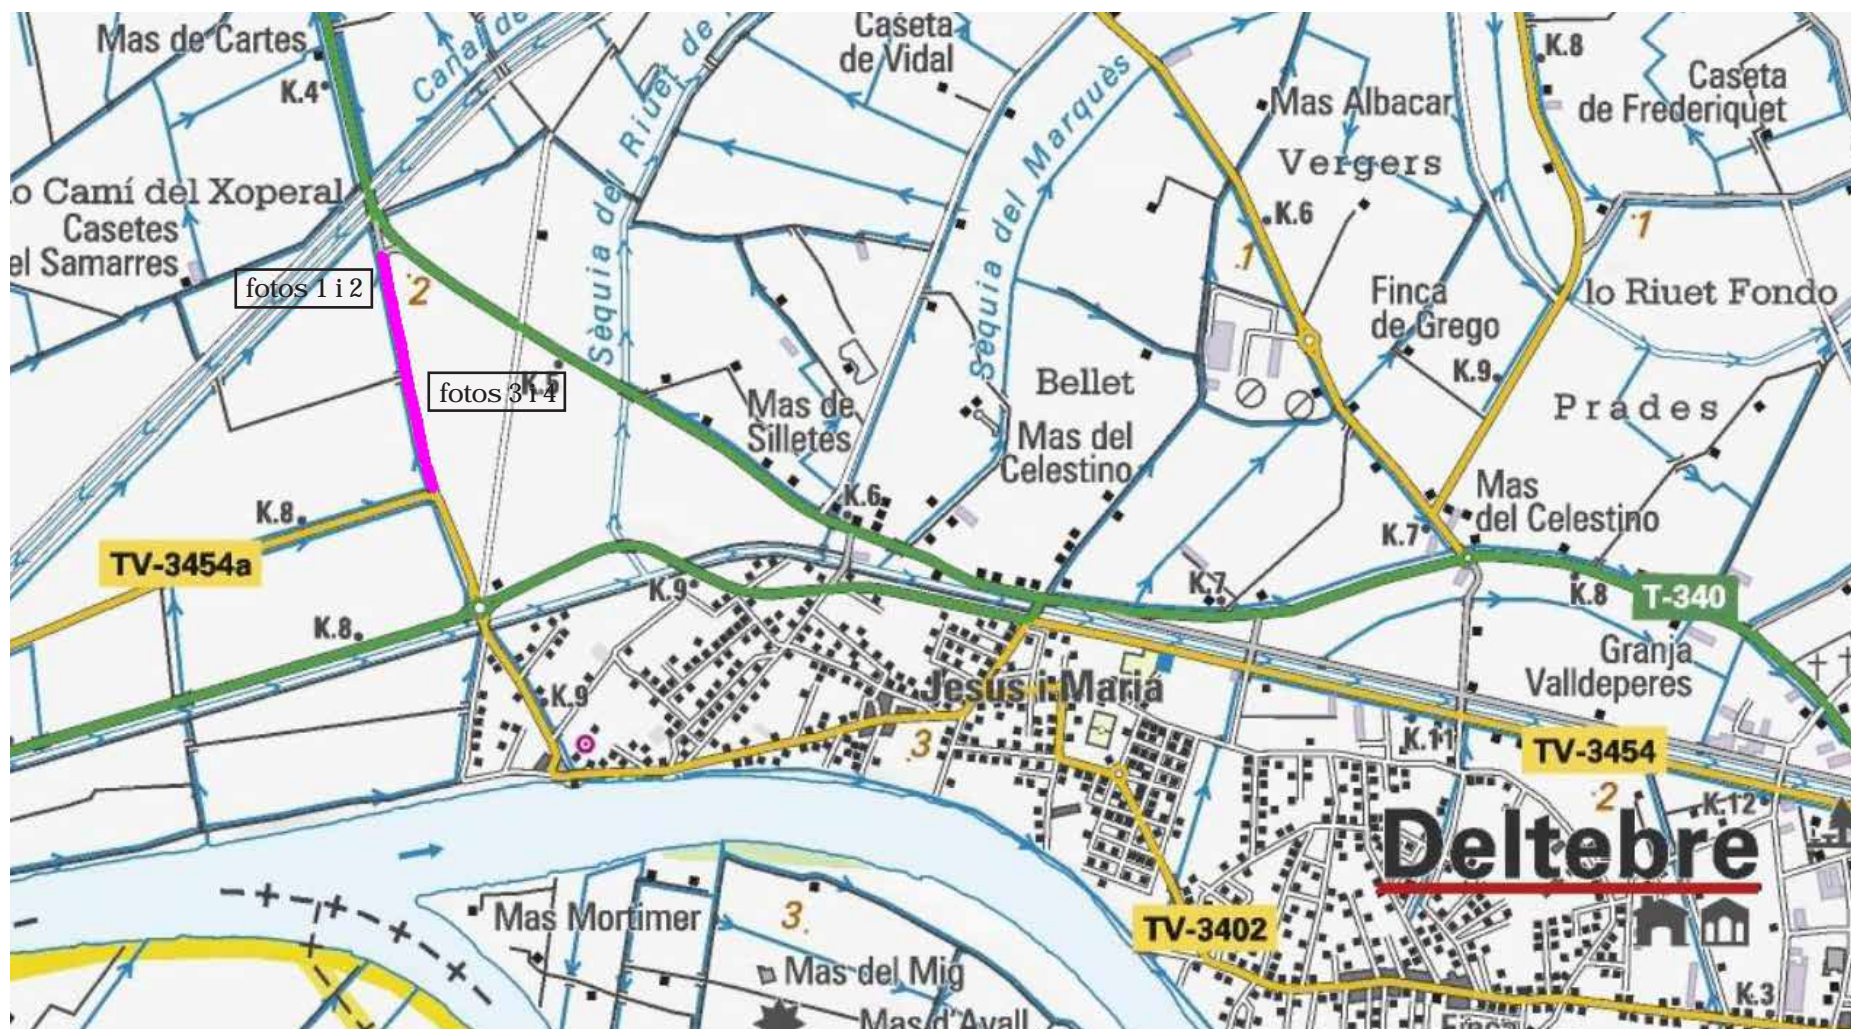 Mas de Cartes
K.4
Canal de
Sèquia del Riuet de
Caseta
de Vidal
K.8
Caseta
de Frederiquet
Mas Albacar
Vergers
lo Camí del Xoperal
Casetes
el Samarres
K.6
1
1
fotos 1 i 2
2
Sèquia del Marquès
Finca
de Grego
lo Riuet Fondo
fotos 3 i 4
K.5
Bellet
K.9
Prades
Mas de
Silletes
Mas del
Celestino
K.8
K.6
Mas
del Celestino
K.7
TV-3454a
K.9
K.7
K.8
T-340
K.8
Granja
Valldeperes
K.9
Jesús i Maria
3
K.11
TV-3454
2
K.12
Deltebre
Mas Mortimer
3
TV-3402
Mas del Mig
K.3
Mas d'Avall